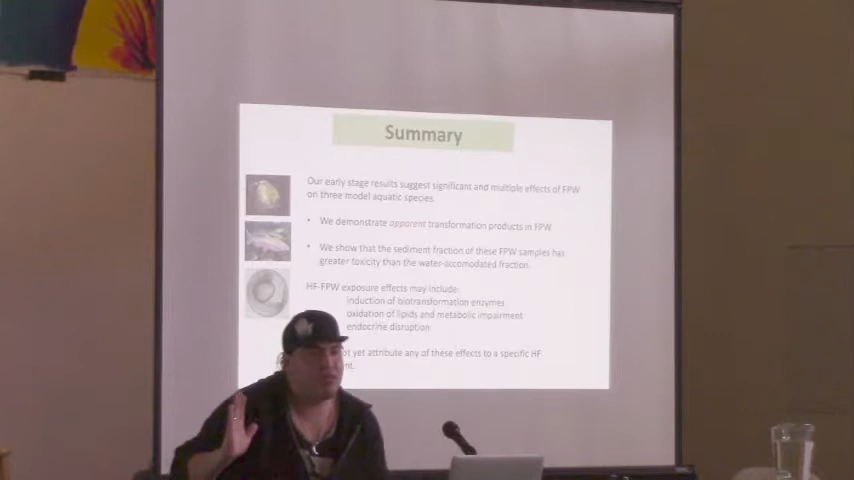 Summary
Our early stage results suggest significant and multiple effects of FPW
on three model aquatic species.
• We demonstrate apparent transformation products in FPW
• We show that the sediment fraction of these FPW samples has
greater toxicity than the water-accomodated fraction.
HF-FPW exposure effects may include:
induction of biotransformation enzymes
oxidation of lipids and metabolic impairment
endocrine disruption
yet attribute any of these effects to a specific HF